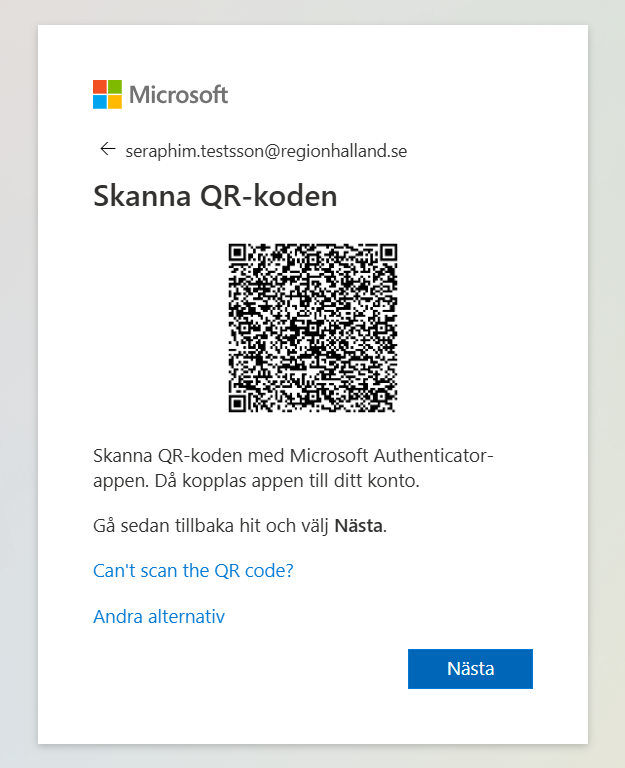 Microsoft
seraphim.testsson@regionhalland.se
Skanna QR-koden
Skanna QR-koden med Microsoft Authenticator-
appen. Då kopplas appen till ditt konto.
Gå sedan tillbaka hit och välj Nästa.
Can't scan the QR code?
Andra alternativ
Nästa